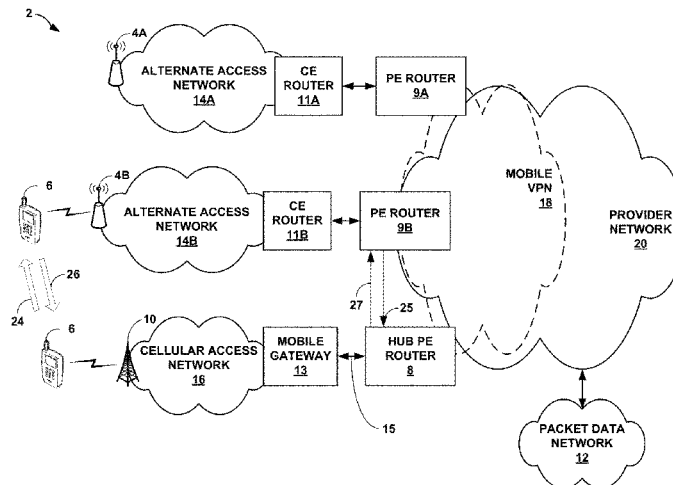 2
4A
ALTERNATE ACCESS
NETWORK
14A
CE
ROUTER
11A
PE ROUTER
9A
6
4B
ALTERNATE ACCESS
NETWORK
14B
CE
ROUTER
11B
PE ROUTER
9B
MOBILE
VPN
18
PROVIDER
NETWORK
20
26
24
27
25
6
10
CELLULAR ACCESS
NETWORK
16
MOBILE
GATEWAY
13
HUB PE
ROUTER
8
15
PACKET DATA
NETWORK
12